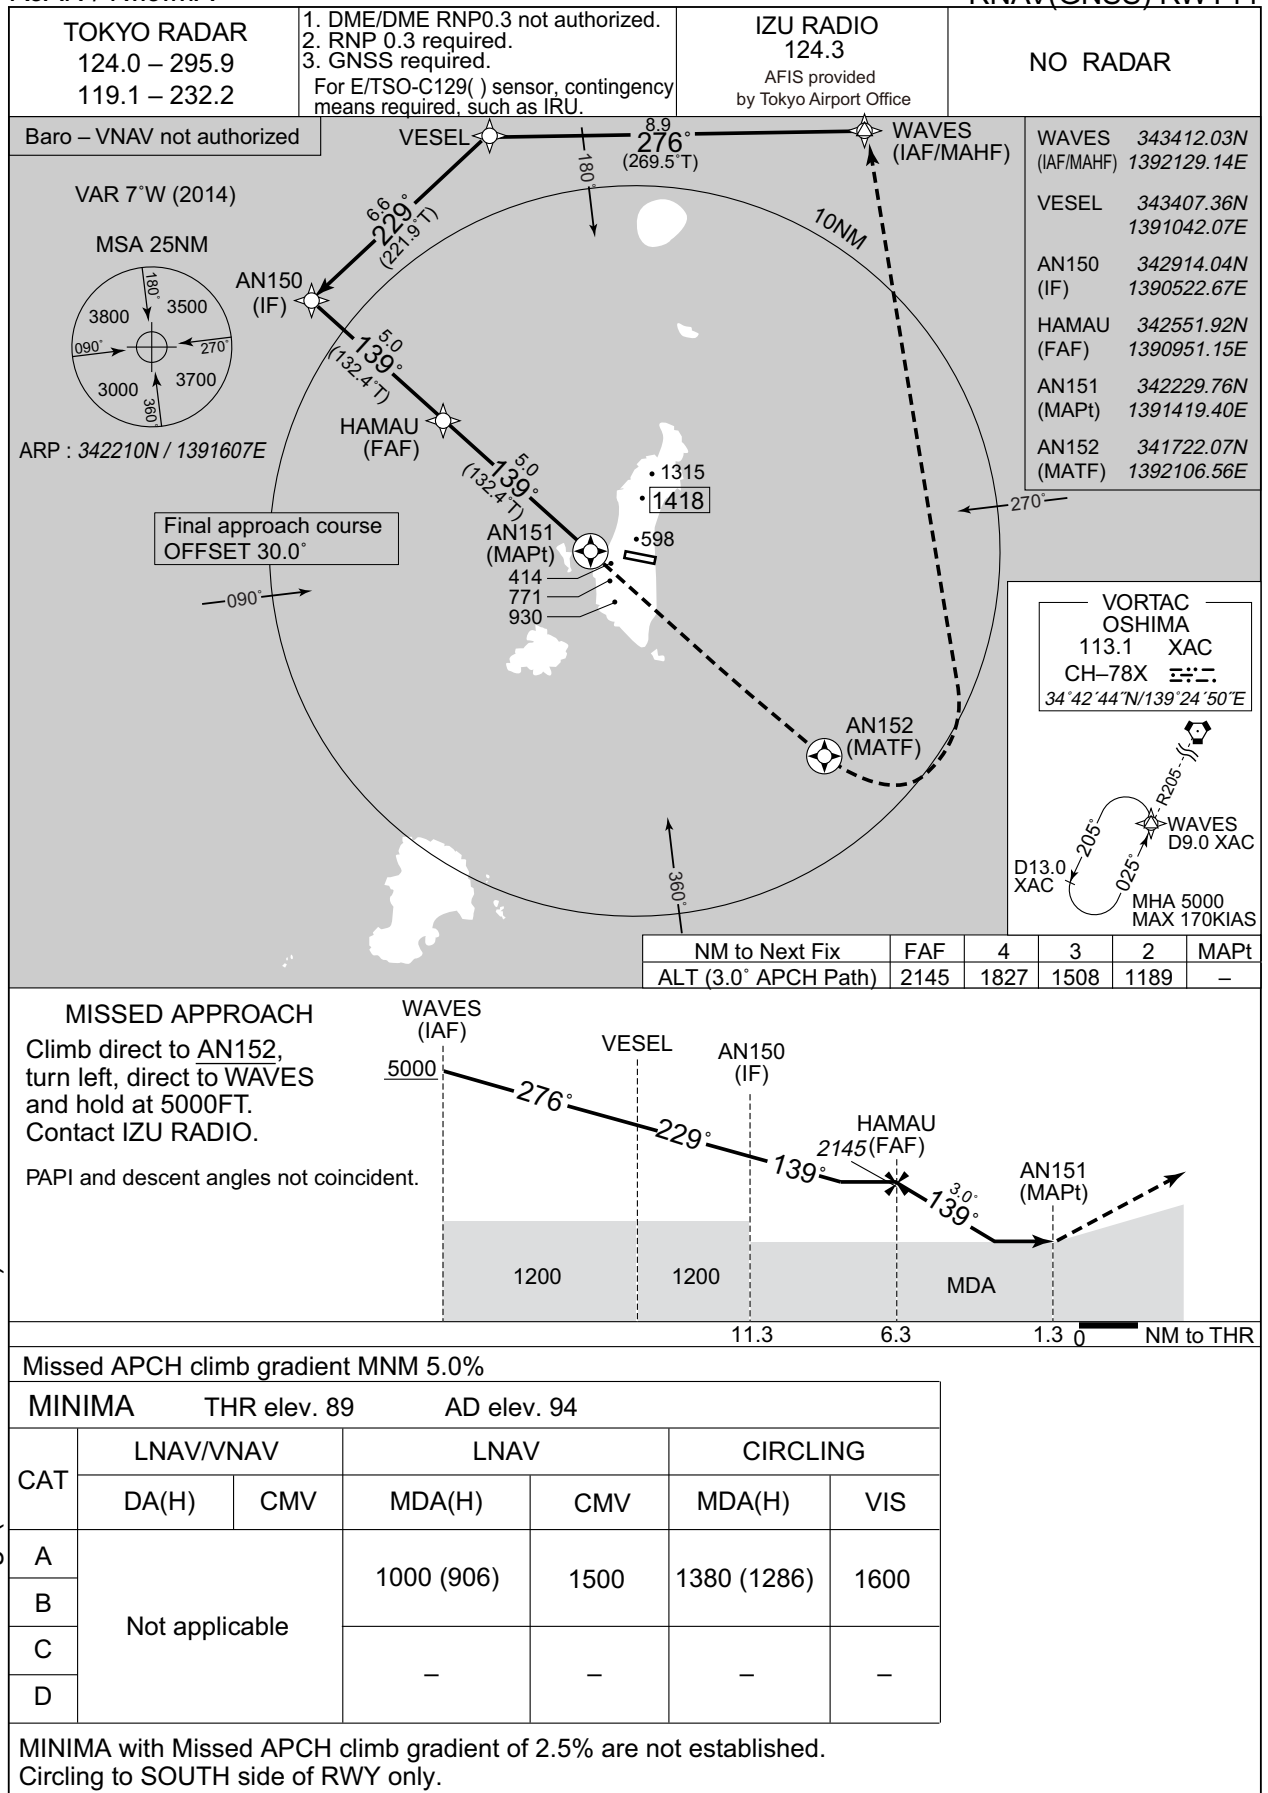 TOKYO RADAR
124.0 – 295.9
119.1 – 232.2
1. DME/DME RNP0.3 not authorized.
2. RNP 0.3 required.
3. GNSS required.
For E/TSO-C129( ) sensor, contingency
means required, such as IRU.
IZU RADIO
124.3
AFIS provided
by Tokyo Airport Office
NO RADAR
Baro – VNAV not authorized
VAR 7˚W (2014)
MSA 25NM
180˚
3800
3500
090˚
270˚
3000
3700
360˚
ARP : 342210N / 1391607E
VESEL
8.9
276˚
(269.5˚T)
WAVES
(IAF/MAHF)
180˚
6.6
229˚
(221.9˚T)
10NM
AN150
(IF)
5.0
139˚
(132.4˚T)
HAMAU
(FAF)
5.0
139˚
(132.4˚T)
AN151
(MAPt)
1315
1418
598
414
771
930
Final approach course
OFFSET 30.0˚
090˚
270˚
360˚
AN152
(MATF)
WAVES 343412.03N
(IAF/MAHF) 1392129.14E
VESEL 343407.36N
1391042.07E
AN150 342914.04N
(IF) 1390522.67E
HAMAU 342551.92N
(FAF) 1390951.15E
AN151 342229.76N
(MAPt) 1391419.40E
AN152 341722.07N
(MATF) 1392106.56E
VORTAC
OSHIMA
113.1 XAC
CH–78X
34˚42´44˝N/139˚24´50˝E
R205
205˚
025˚
WAVES
D9.0 XAC
D13.0
XAC
MHA 5000
MAX 170KIAS
NM to Next Fix FAF 4 3 2 MAPt
ALT (3.0˚ APCH Path) 2145 1827 1508 1189 –
MISSED APPROACH
Climb direct to AN152,
turn left, direct to WAVES
and hold at 5000FT.
Contact IZU RADIO.
PAPI and descent angles not coincident.
WAVES
(IAF)
5000
276˚
VESEL
229˚
AN150
(IF)
139˚
HAMAU
2145 (FAF)
3.0˚
139˚
AN151
(MAPt)
1200
1200
MDA
11.3 6.3 1.3 0 NM to THR
Missed APCH climb gradient MNM 5.0%
MINIMA THR elev. 89 AD elev. 94
CAT
LNAV/VNAV LNAV CIRCLING
DA(H) CMV MDA(H) CMV MDA(H) VIS
A
B
C
D
Not applicable
1000 (906) 1500 1380 (1286) 1600
– – – –
MINIMA with Missed APCH climb gradient of 2.5% are not established.
Circling to SOUTH side of RWY only.